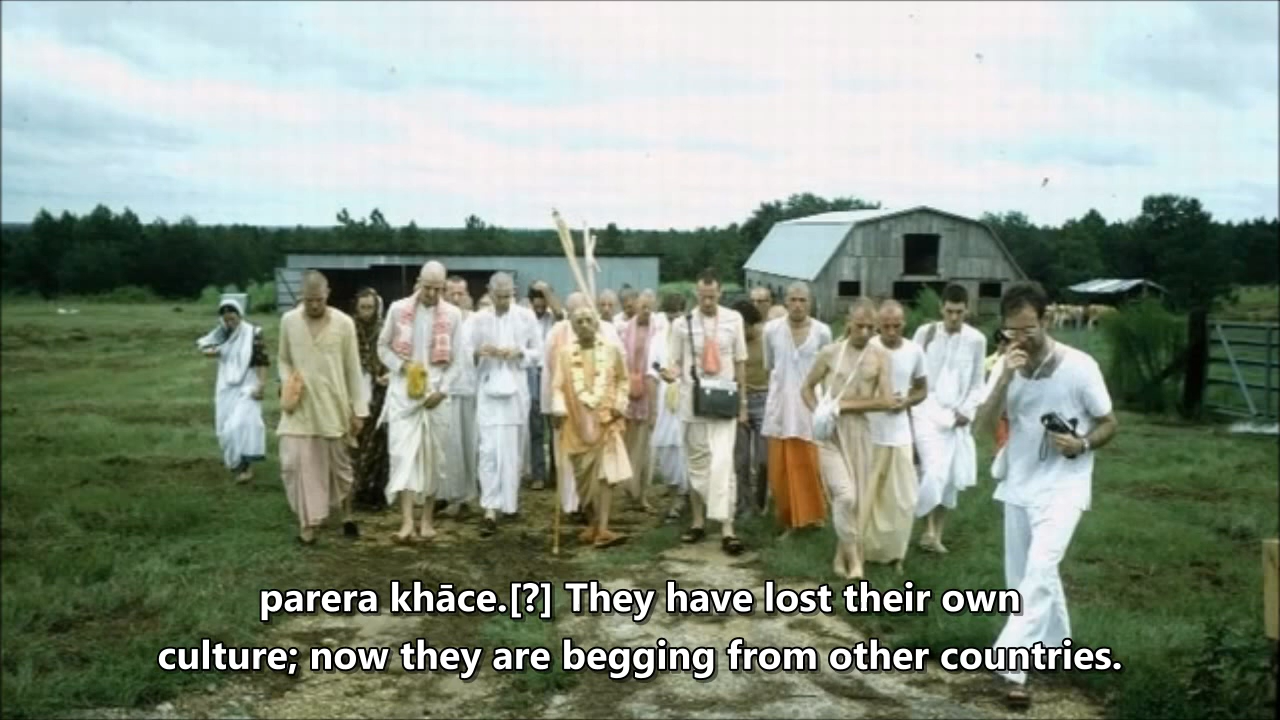 parera khāce.[?] They have lost their own
culture; now they are begging from other countries.